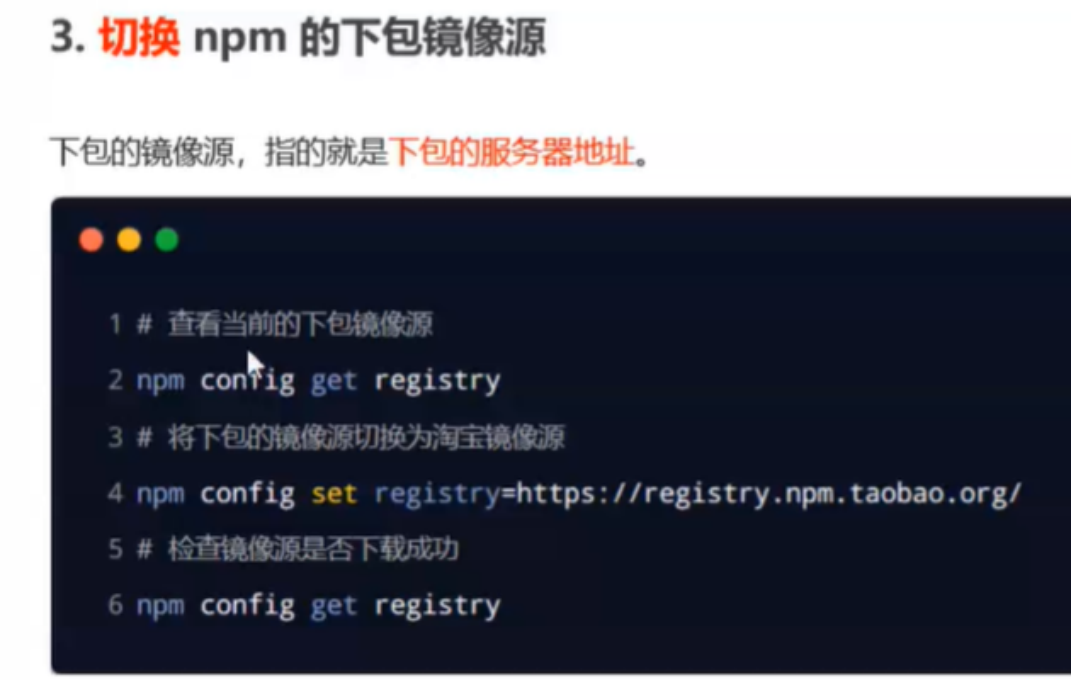 3. 切换 npm 的下包镜像源
下包的镜像源，指的就是下包的服务器地址。
1 # 查看当前的下包镜像源
2 npm config get registry
3 # 将下包的镜像源切换为淘宝镜像源
4 npm config set registry=https://registry.npm.taobao.org/
5 # 检查镜像源是否下载成功
6 npm config get registry